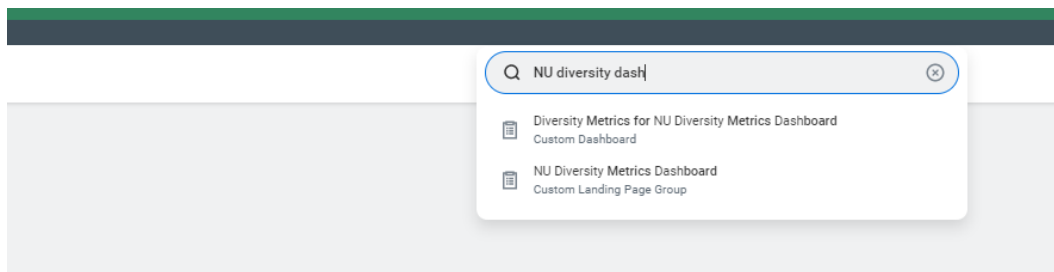 NU diversity dash
Diversity Metrics for NU Diversity Metrics Dashboard
Custom Dashboard
NU Diversity Metrics Dashboard
Custom Landing Page Group